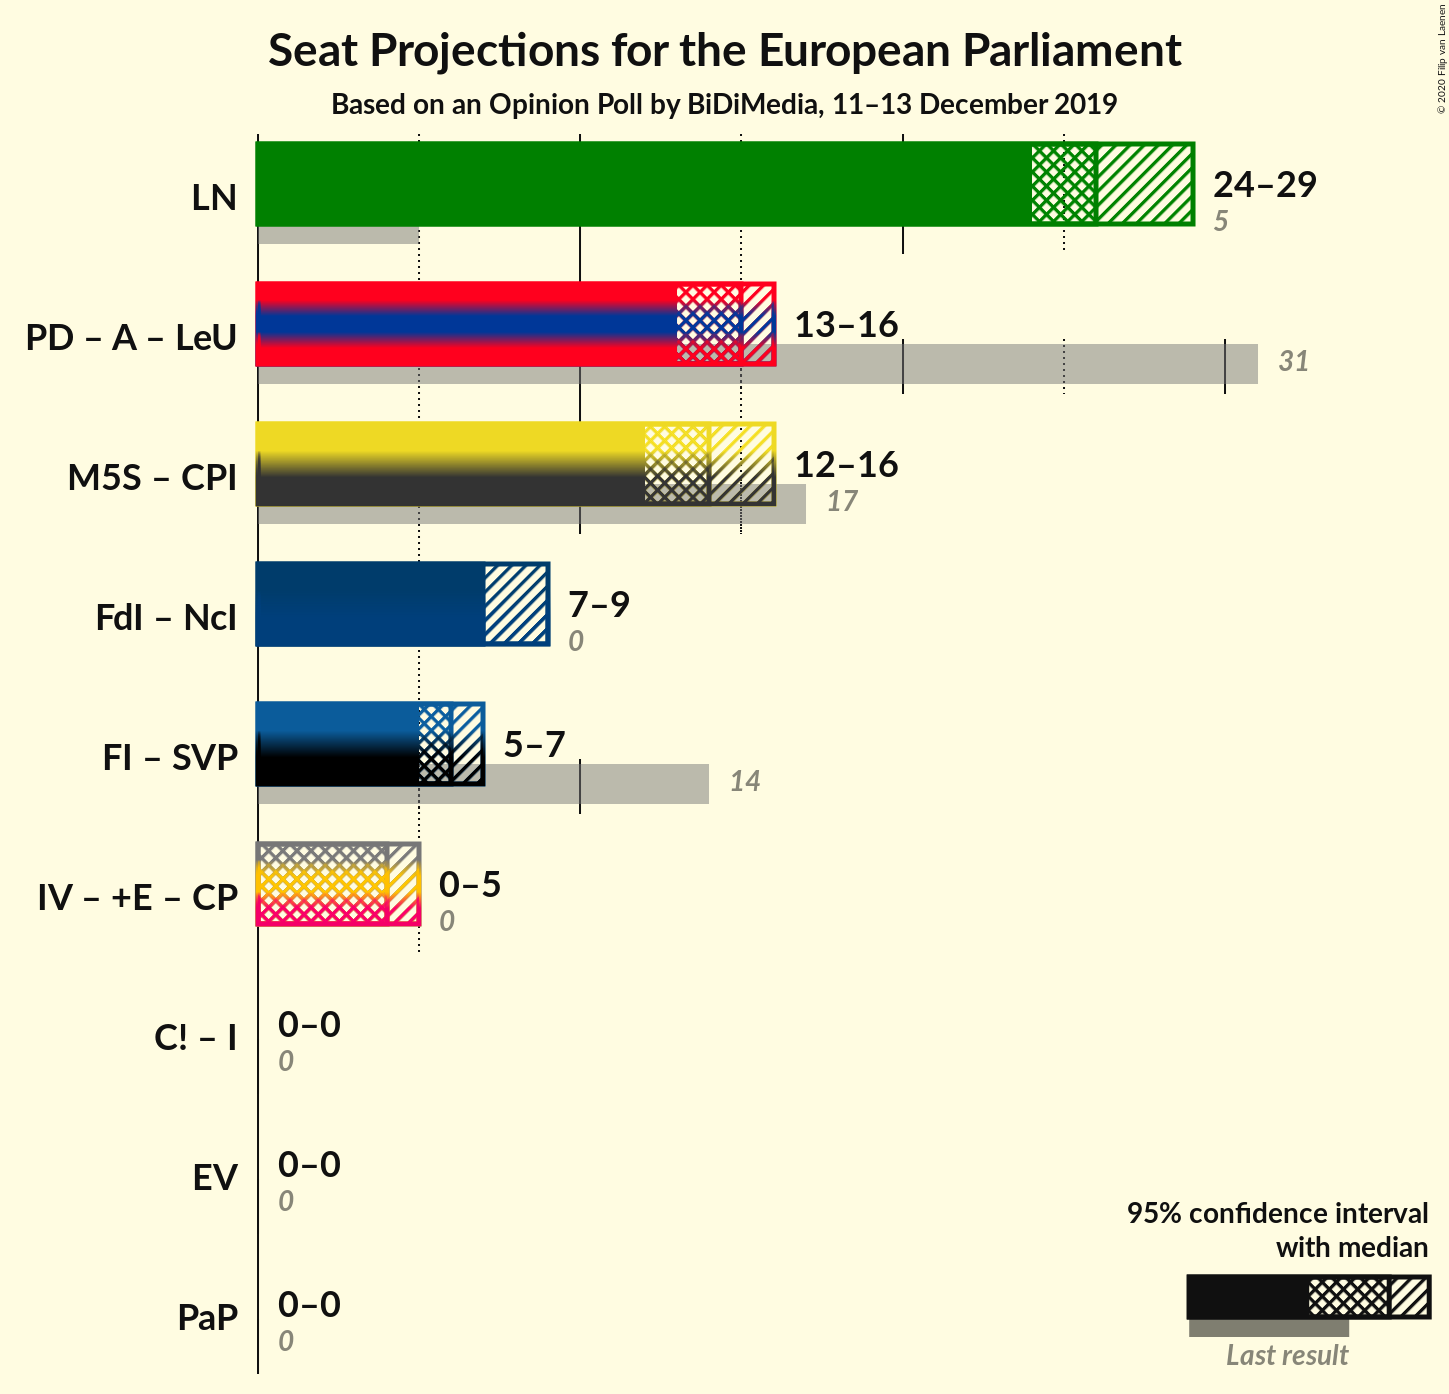 Seat Projections for the European Parliament
Based on an Opinion Poll by BiDiMedia, 11–13 December 2019
© 2020 Filip van Laenen
LN
24–29
5
PD – A – LeU
13–16
31
M5S – CPI
12–16
17
FdI – NcI
7–9
0
FI – SVP
5–7
14
IV – +E – CP
0–5
0
C! – I
0–0
0
EV
0–0
0
PaP
0–0
0
95% confidence interval
with median
Last result